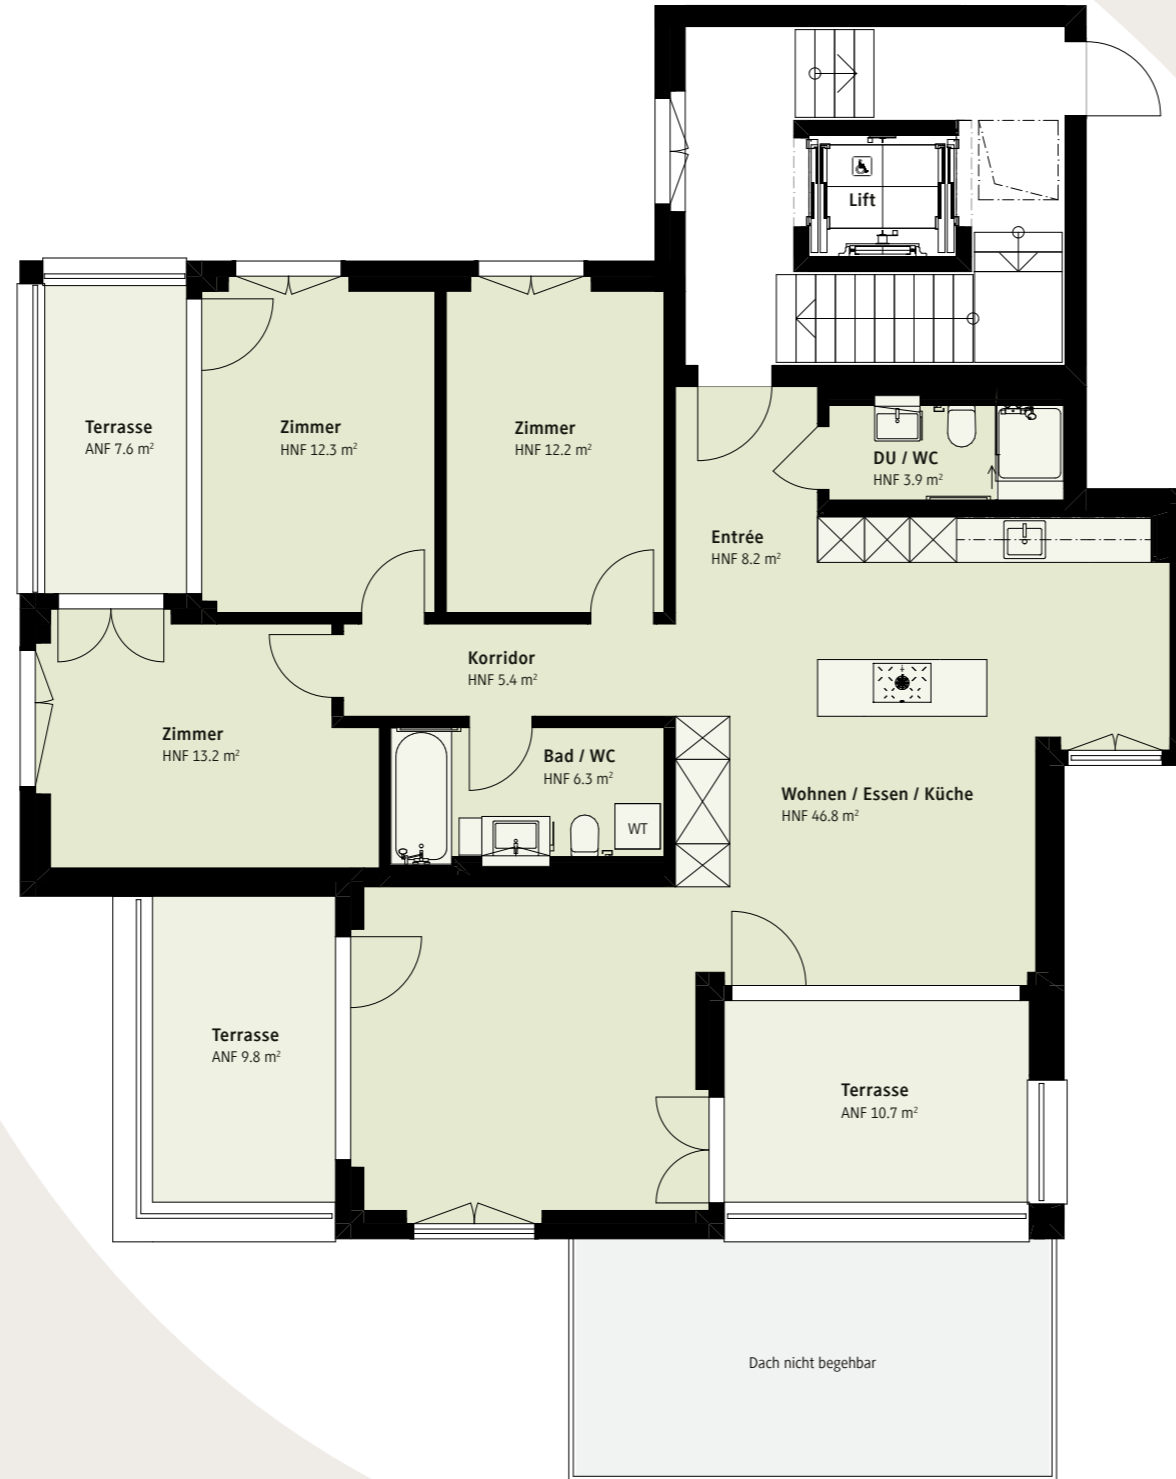 Lift
Terrasse
ANF 7.6 m²
Zimmer
HNF 12.3 m²
Zimmer
HNF 12.2 m²
DU / WC
HNF 3.9 m²
Entrée
HNF 8.2 m²
Korridor
HNF 5.4 m²
Zimmer
HNF 13.2 m²
Bad / WC
HNF 6.3 m²
WT
Wohnen / Essen / Küche
HNF 46.8 m²
Terrasse
ANF 9.8 m²
Terrasse
ANF 10.7 m²
Dach nicht begehbar